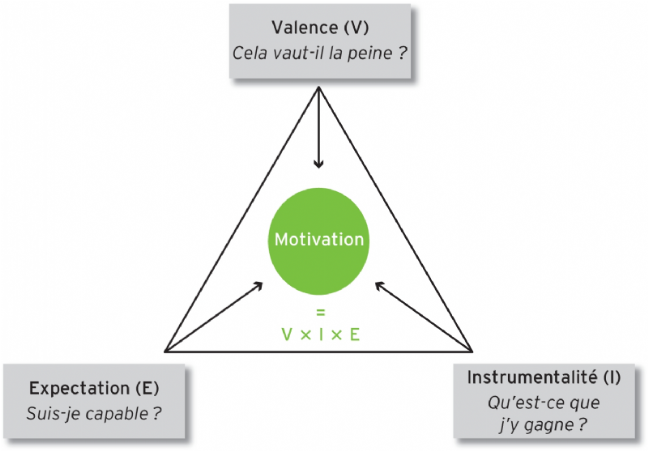 Valence (V)
Cela vaut-il la peine ?
Motivation
=
V × I × E
Expectation (E)
Suis-je capable ?
Instrumentalité (I)
Qu'est-ce que
j'y gagne ?